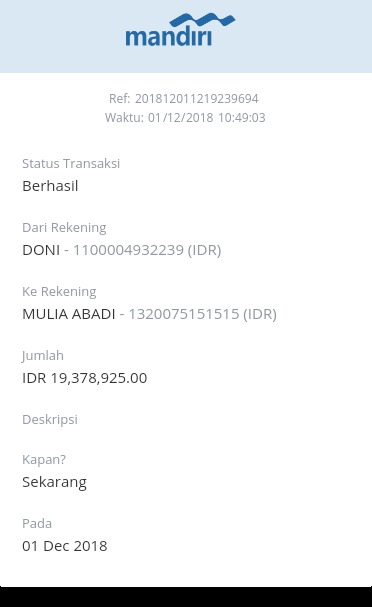 mandiri
Ref: 201812011219239694
Waktu: 01/12/2018 10:49:03
Status Transaksi
Berhasil
Dari Rekening
DONI - 1100004932239 (IDR)
Ke Rekening
MULIA ABADI - 1320075151515 (IDR)
Jumlah
IDR 19,378,925.00
Deskripsi
Kapan?
Sekarang
Pada
01 Dec 2018